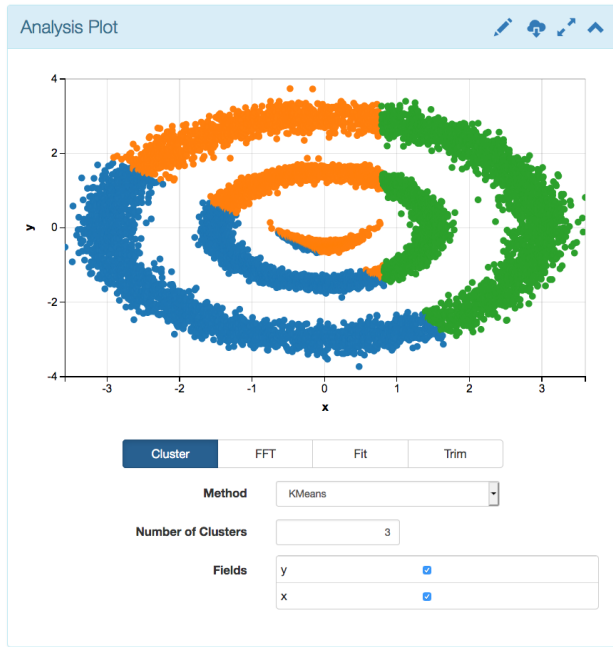 Analysis Plot
4
2
0
-2
-4
y
-3 -2 -1 0 1 2 3
x
Cluster FFT Fit Trim
Method KMeans
Number of Clusters 3
Fields y
x